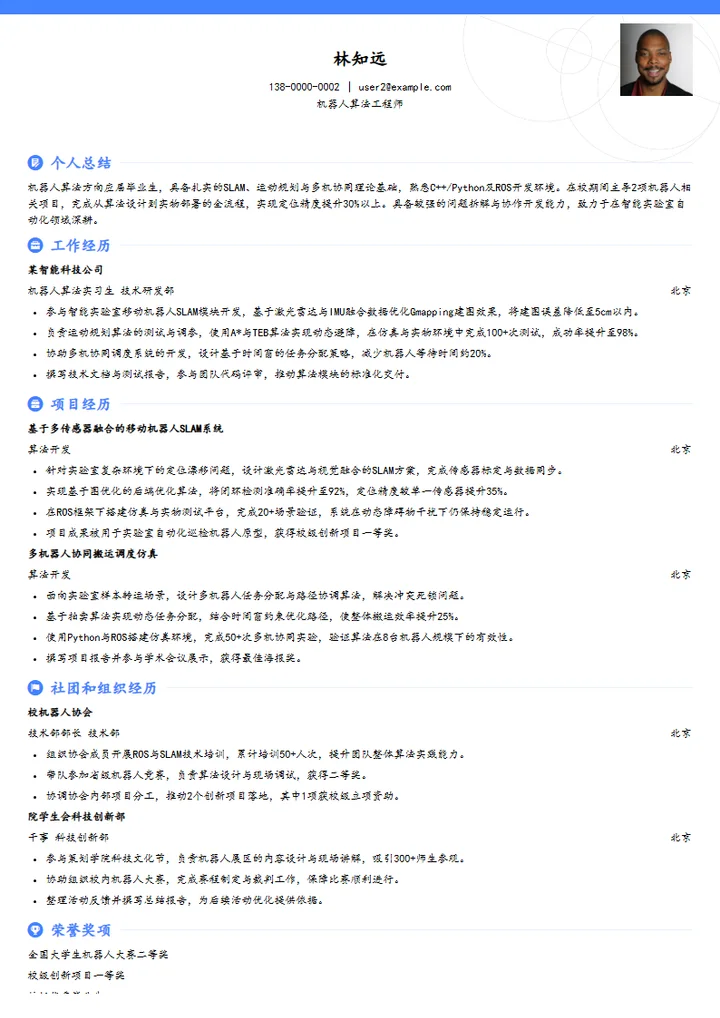 林知远
138-0000-0002 | user2@example.com
机器人算法工程师
个人总结
机器人算法方向应届毕业生，具备扎实的SLAM、运动规划与多机协同理论基础，熟悉C++/Python及ROS开发环境。在校期间主导2项机器人相
关项目，完成从算法设计到实物部署的全流程，实现定位精度提升30%以上。具备较强的问题拆解与协作开发能力，致力于在智能实验室自
动化领域深耕。
工作经历
某智能科技公司
机器人算法实习生 技术研发部 北京
• 参与智能实验室移动机器人SLAM模块开发，基于激光雷达与IMU融合数据优化Gmapping建图效果，将建图误差降低至5cm以内。
• 负责运动规划算法的测试与调参，使用A*与TEB算法实现动态避障，在仿真与实物环境中完成100+次测试，成功率提升至98%。
• 协助多机协同调度系统的开发，设计基于时间窗的任务分配策略，减少机器人等待时间约20%。
• 撰写技术文档与测试报告，参与团队代码评审，推动算法模块的标准化交付。
项目经历
基于多传感器融合的移动机器人SLAM系统
算法开发 北京
• 针对实验室复杂环境下的定位漂移问题，设计激光雷达与视觉融合的SLAM方案，完成传感器标定与数据同步。
• 实现基于图优化的后端优化算法，将闭环检测准确率提升至92%，定位精度较单一传感器提升35%。
• 在ROS框架下搭建仿真与实物测试平台，完成20+场景验证，系统在动态障碍物干扰下仍保持稳定运行。
• 项目成果被用于实验室自动化巡检机器人原型，获得校级创新项目一等奖。
多机器人协同搬运调度仿真
算法开发 北京
• 面向实验室样本转运场景，设计多机器人任务分配与路径协调算法，解决冲突死锁问题。
• 基于拍卖算法实现动态任务分配，结合时间窗约束优化路径，使整体搬运效率提升25%。
• 使用Python与ROS搭建仿真环境，完成50+次多机协同实验，验证算法在8台机器人规模下的有效性。
• 撰写项目报告并参与学术会议展示，获得最佳海报奖。
社团和组织经历
校机器人协会
技术部部长 技术部 北京
• 组织协会成员开展ROS与SLAM技术培训，累计培训50+人次，提升团队整体算法实践能力。
• 带队参加省级机器人竞赛，负责算法设计与现场调试，获得二等奖。
• 协调协会内部项目分工，推动2个创新项目落地，其中1项获校级立项资助。
院学生会科技创新部
干事 科技创新部 北京
• 参与策划学院科技文化节，负责机器人展区的内容设计与现场讲解，吸引300+师生参观。
• 协助组织校内机器人大赛，完成赛程制定与裁判工作，保障比赛顺利进行。
• 整理活动反馈并撰写总结报告，为后续活动优化提供依据。
荣誉奖项
全国大学生机器人大赛二等奖
校级创新项目一等奖